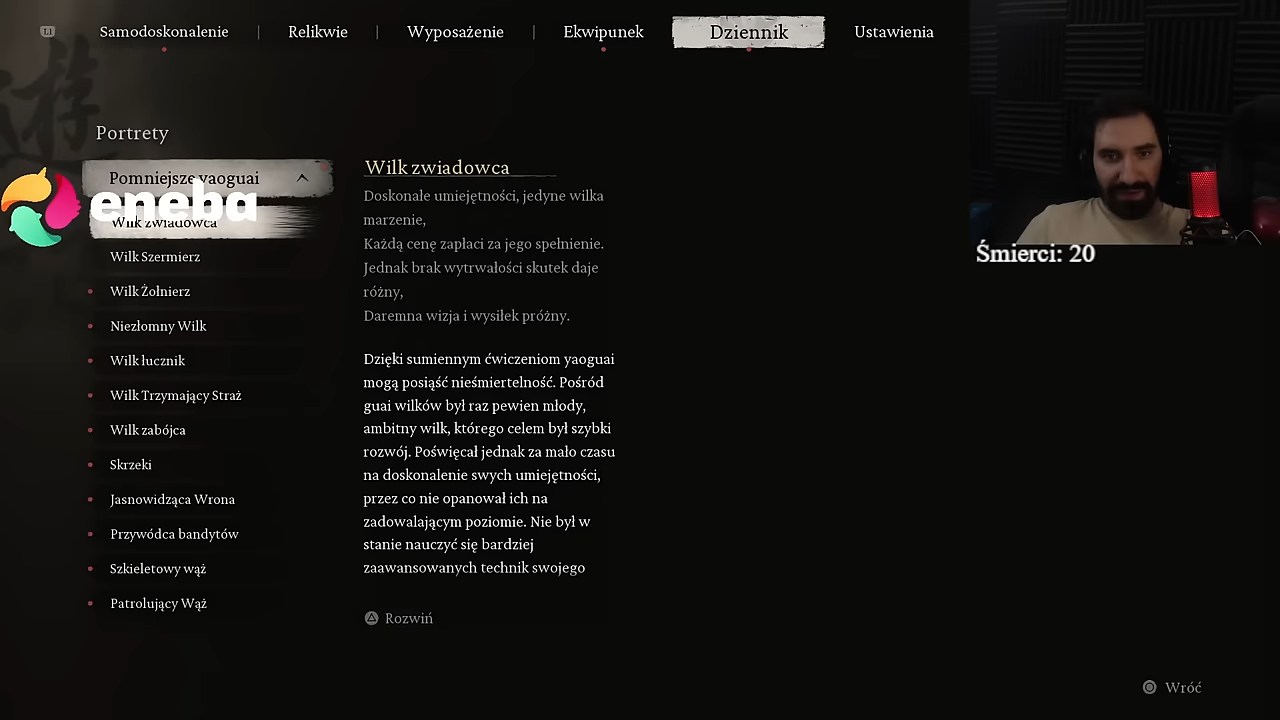 Samodoskonalenie
Relikwie
Wyposażenie
Ekwipunek
Dziennik
Ustawienia
遊
Portrety
Pomniejsze yaoguai
eneba
Wilk zwiadowca
Wilk Szermierz
Wilk Żołnierz
Niezłomny Wilk
Wilk łucznik
Wilk Trzymający Straż
Wilk zabójca
Skrzeki
Jasnowidząca Wrona
Przywódca bandytów
Szkieletowy wąż
Patrolujący Wąż
Wilk zwiadowca
Doskonałe umiejętności, jedyne wilka
marzenie,
Każdą cenę zapłaci za jego spełnienie.
Jednak brak wytrwałości skutek daje
różny,
Daremna wizja i wysiłek próżny.
Dzięki sumiennym ćwiczeniom yaoguai
mogą posiąść nieśmiertelność. Pośród
guai wilków był raz pewien młody,
ambitny wilk, którego celem był szybki
rozwój. Poświęcał jednak za mało czasu
na doskonalenie swych umiejętności,
przez co nie opanował ich na
zadowalającym poziomie. Nie był w
stanie nauczyć się bardziej
zaawansowanych technik swojego
Rozwiń
Śmierci: 20
Wróć